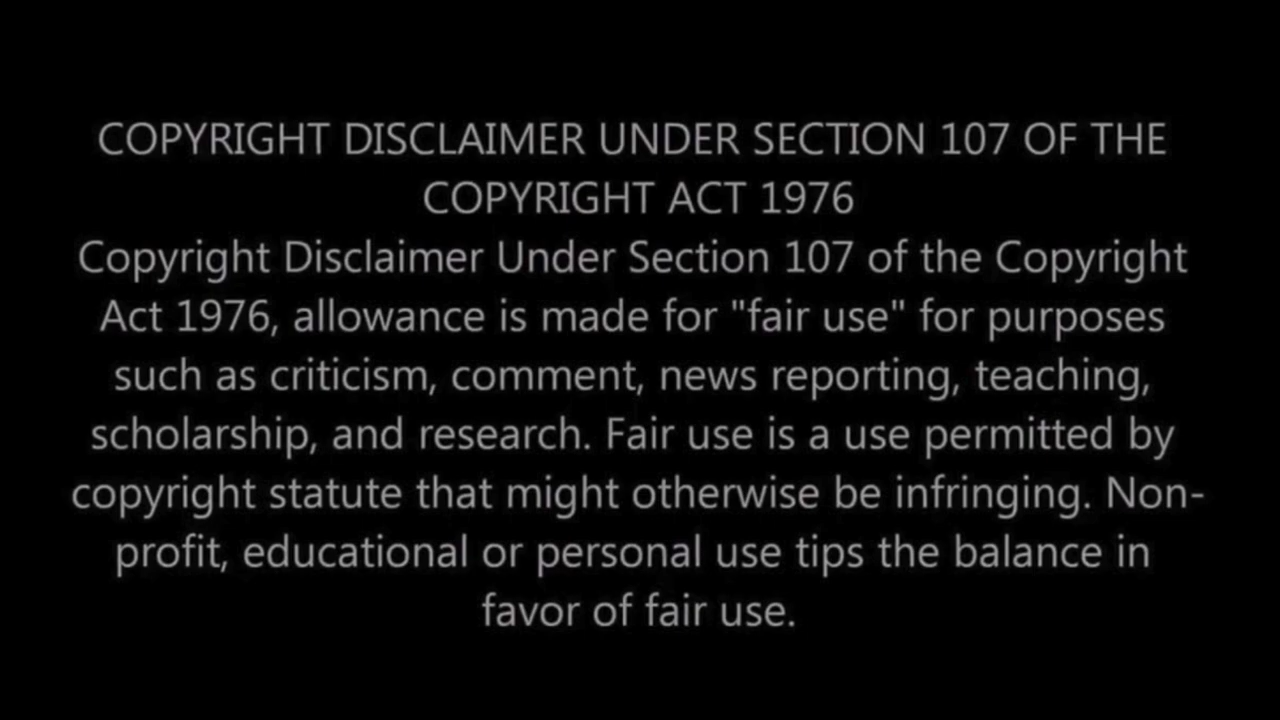 COPYRIGHT DISCLAIMER UNDER SECTION 107 OF THE
COPYRIGHT ACT 1976
Copyright Disclaimer Under Section 107 of the Copyright
Act 1976, allowance is made for "fair use" for purposes
such as criticism, comment, news reporting, teaching,
scholarship, and research. Fair use is a use permitted by
copyright statute that might otherwise be infringing. Non-
profit, educational or personal use tips the balance in
favor of fair use.